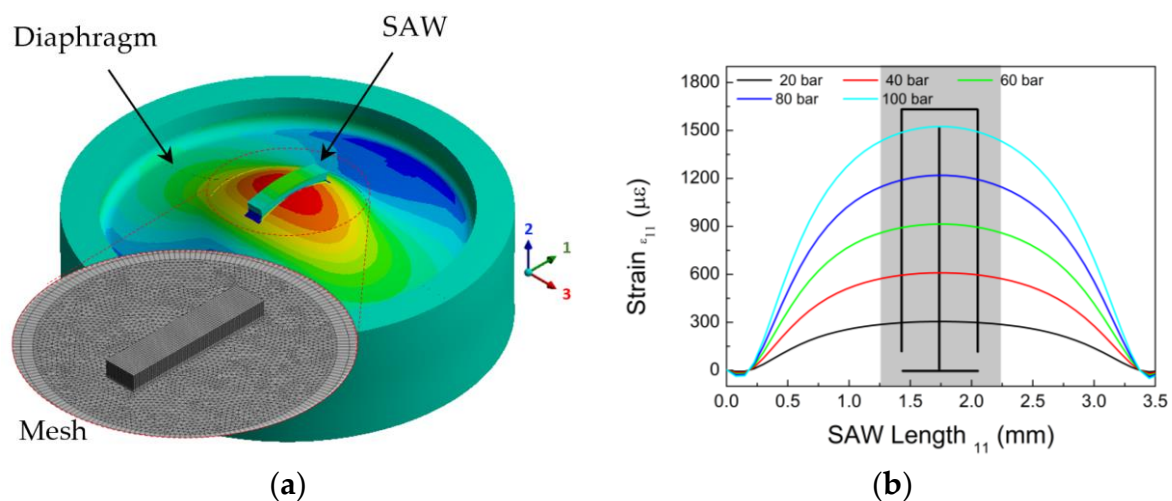 Diaphragm
SAW
2
1
3
Mesh
(a)
1800
1500
1200
900
600
300
0
Strain ε11 (με)
20 bar 40 bar 60 bar
80 bar 100 bar
0.0 0.5 1.0 1.5 2.0 2.5 3.0 3.5
SAW Length 11 (mm)
(b)